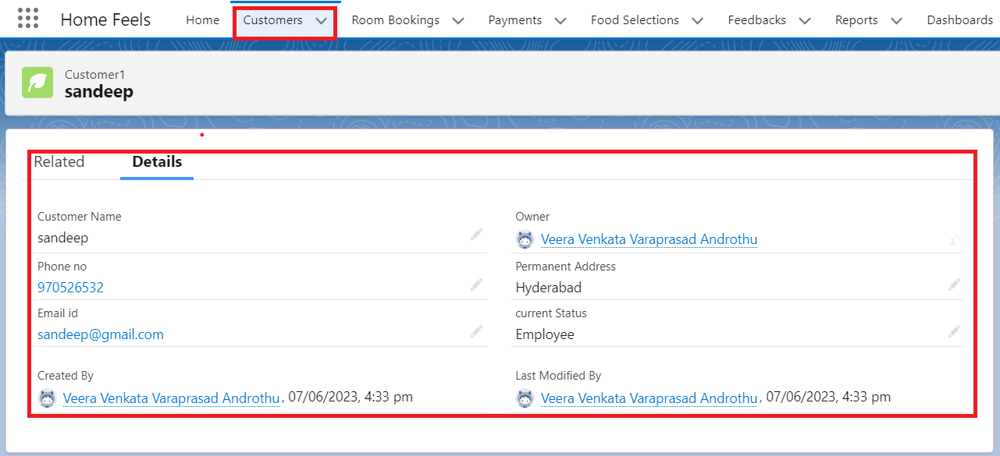 Home Feels Home Customers Room Bookings Payments Food Selections Feedbacks Reports Dashboards
Customer1
sandeep
Related Details
Customer Name
sandeep
Owner
Veera Venkata Varaprasad Androthu
Phone no
970526532
Permanent Address
Hyderabad
Email id
sandeep@gmail.com
current Status
Employee
Created By
Veera Venkata Varaprasad Androthu, 07/06/2023, 4:33 pm
Last Modified By
Veera Venkata Varaprasad Androthu, 07/06/2023, 4:33 pm